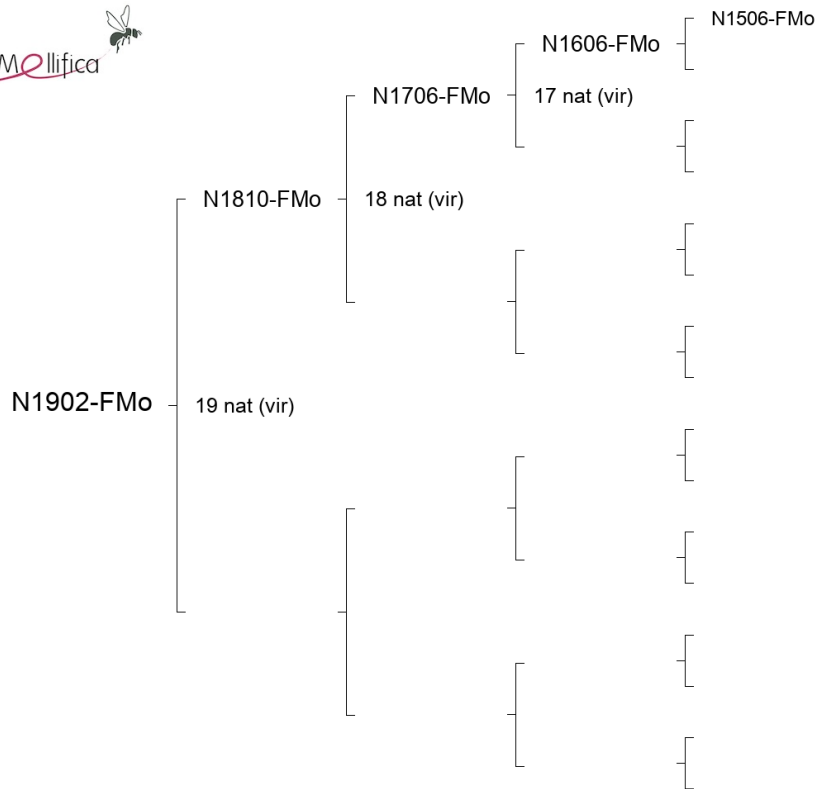 N1506-FMo
N1606-FMo
Mellifica
N1706-FMo
17 nat (vir)
N1810-FMo
18 nat (vir)
N1902-FMo
19 nat (vir)